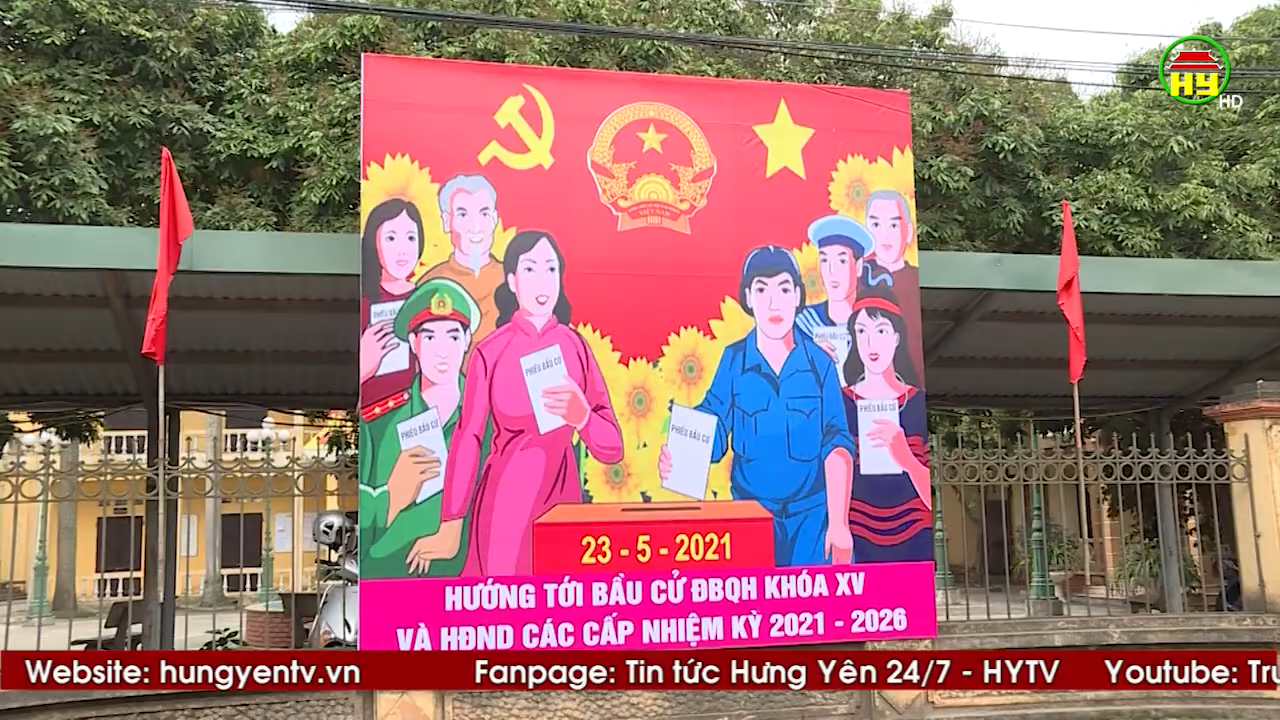 HY
HD
VIỆT NAM
PHIẾU BẦU CỬ
PHIẾU BẦU CỬ
PHIẾU BẦU CỬ
PHIẾU BẦU CỬ
23 - 5 - 2021
HƯỚNG TỚI BẦU CỬ ĐBQH KHÓA XV
VÀ HĐND CÁC CẤP NHIỆM KỲ 2021 - 2026
Website: hungyentv.vn Fanpage: Tin tức Hưng Yên 24/7 - HYTV Youtube: